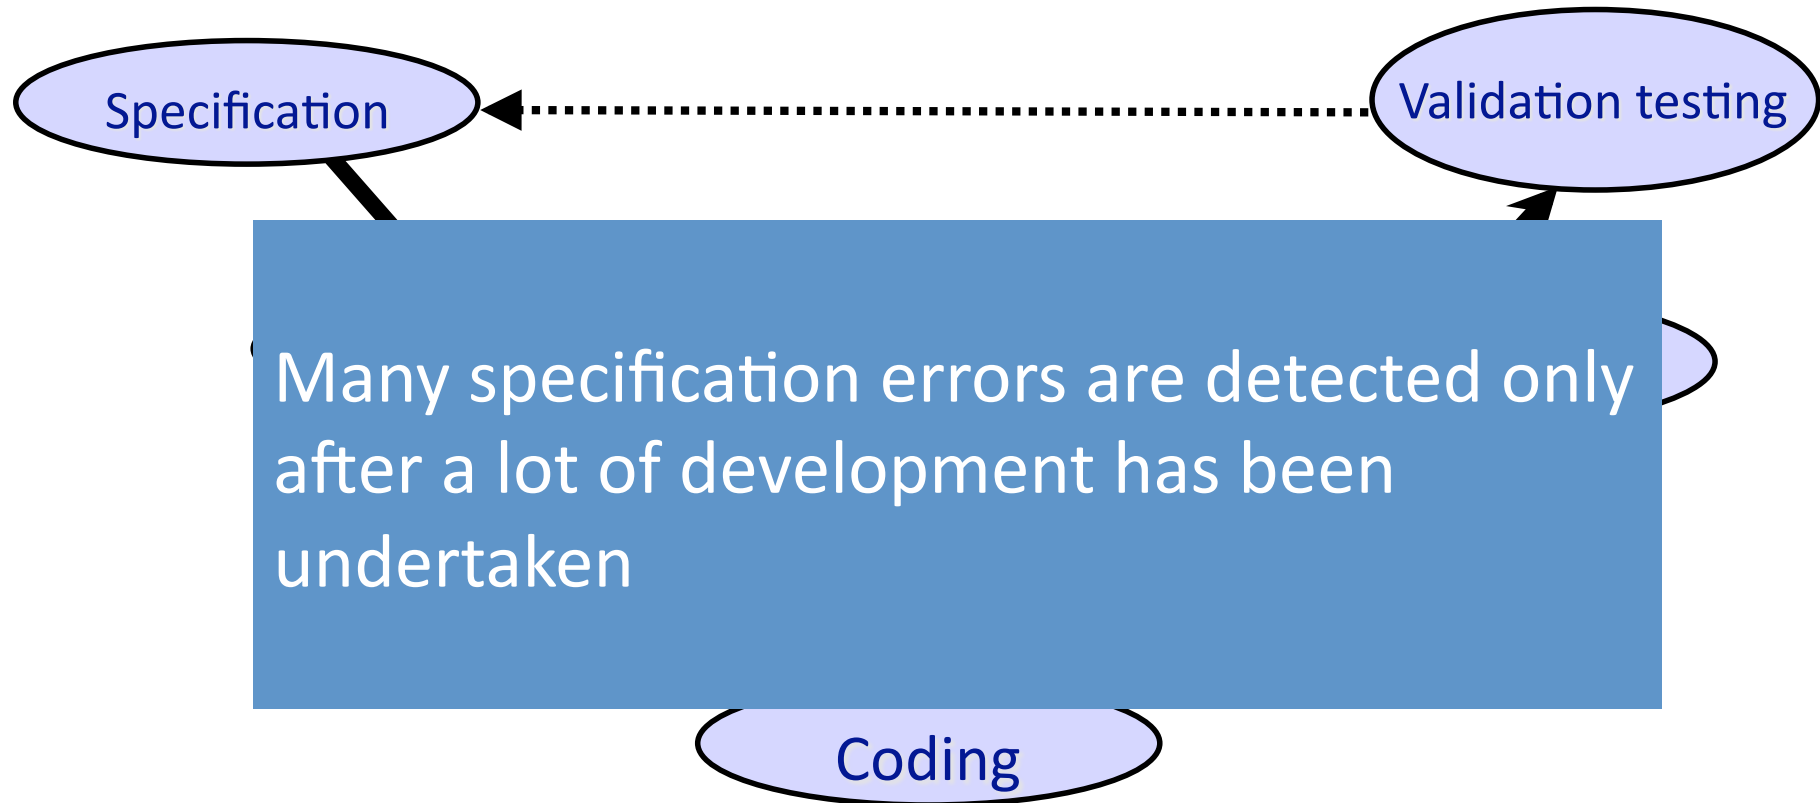 Specification
Validation testing
Many specification errors are detected only
after a lot of development has been
undertaken
Coding